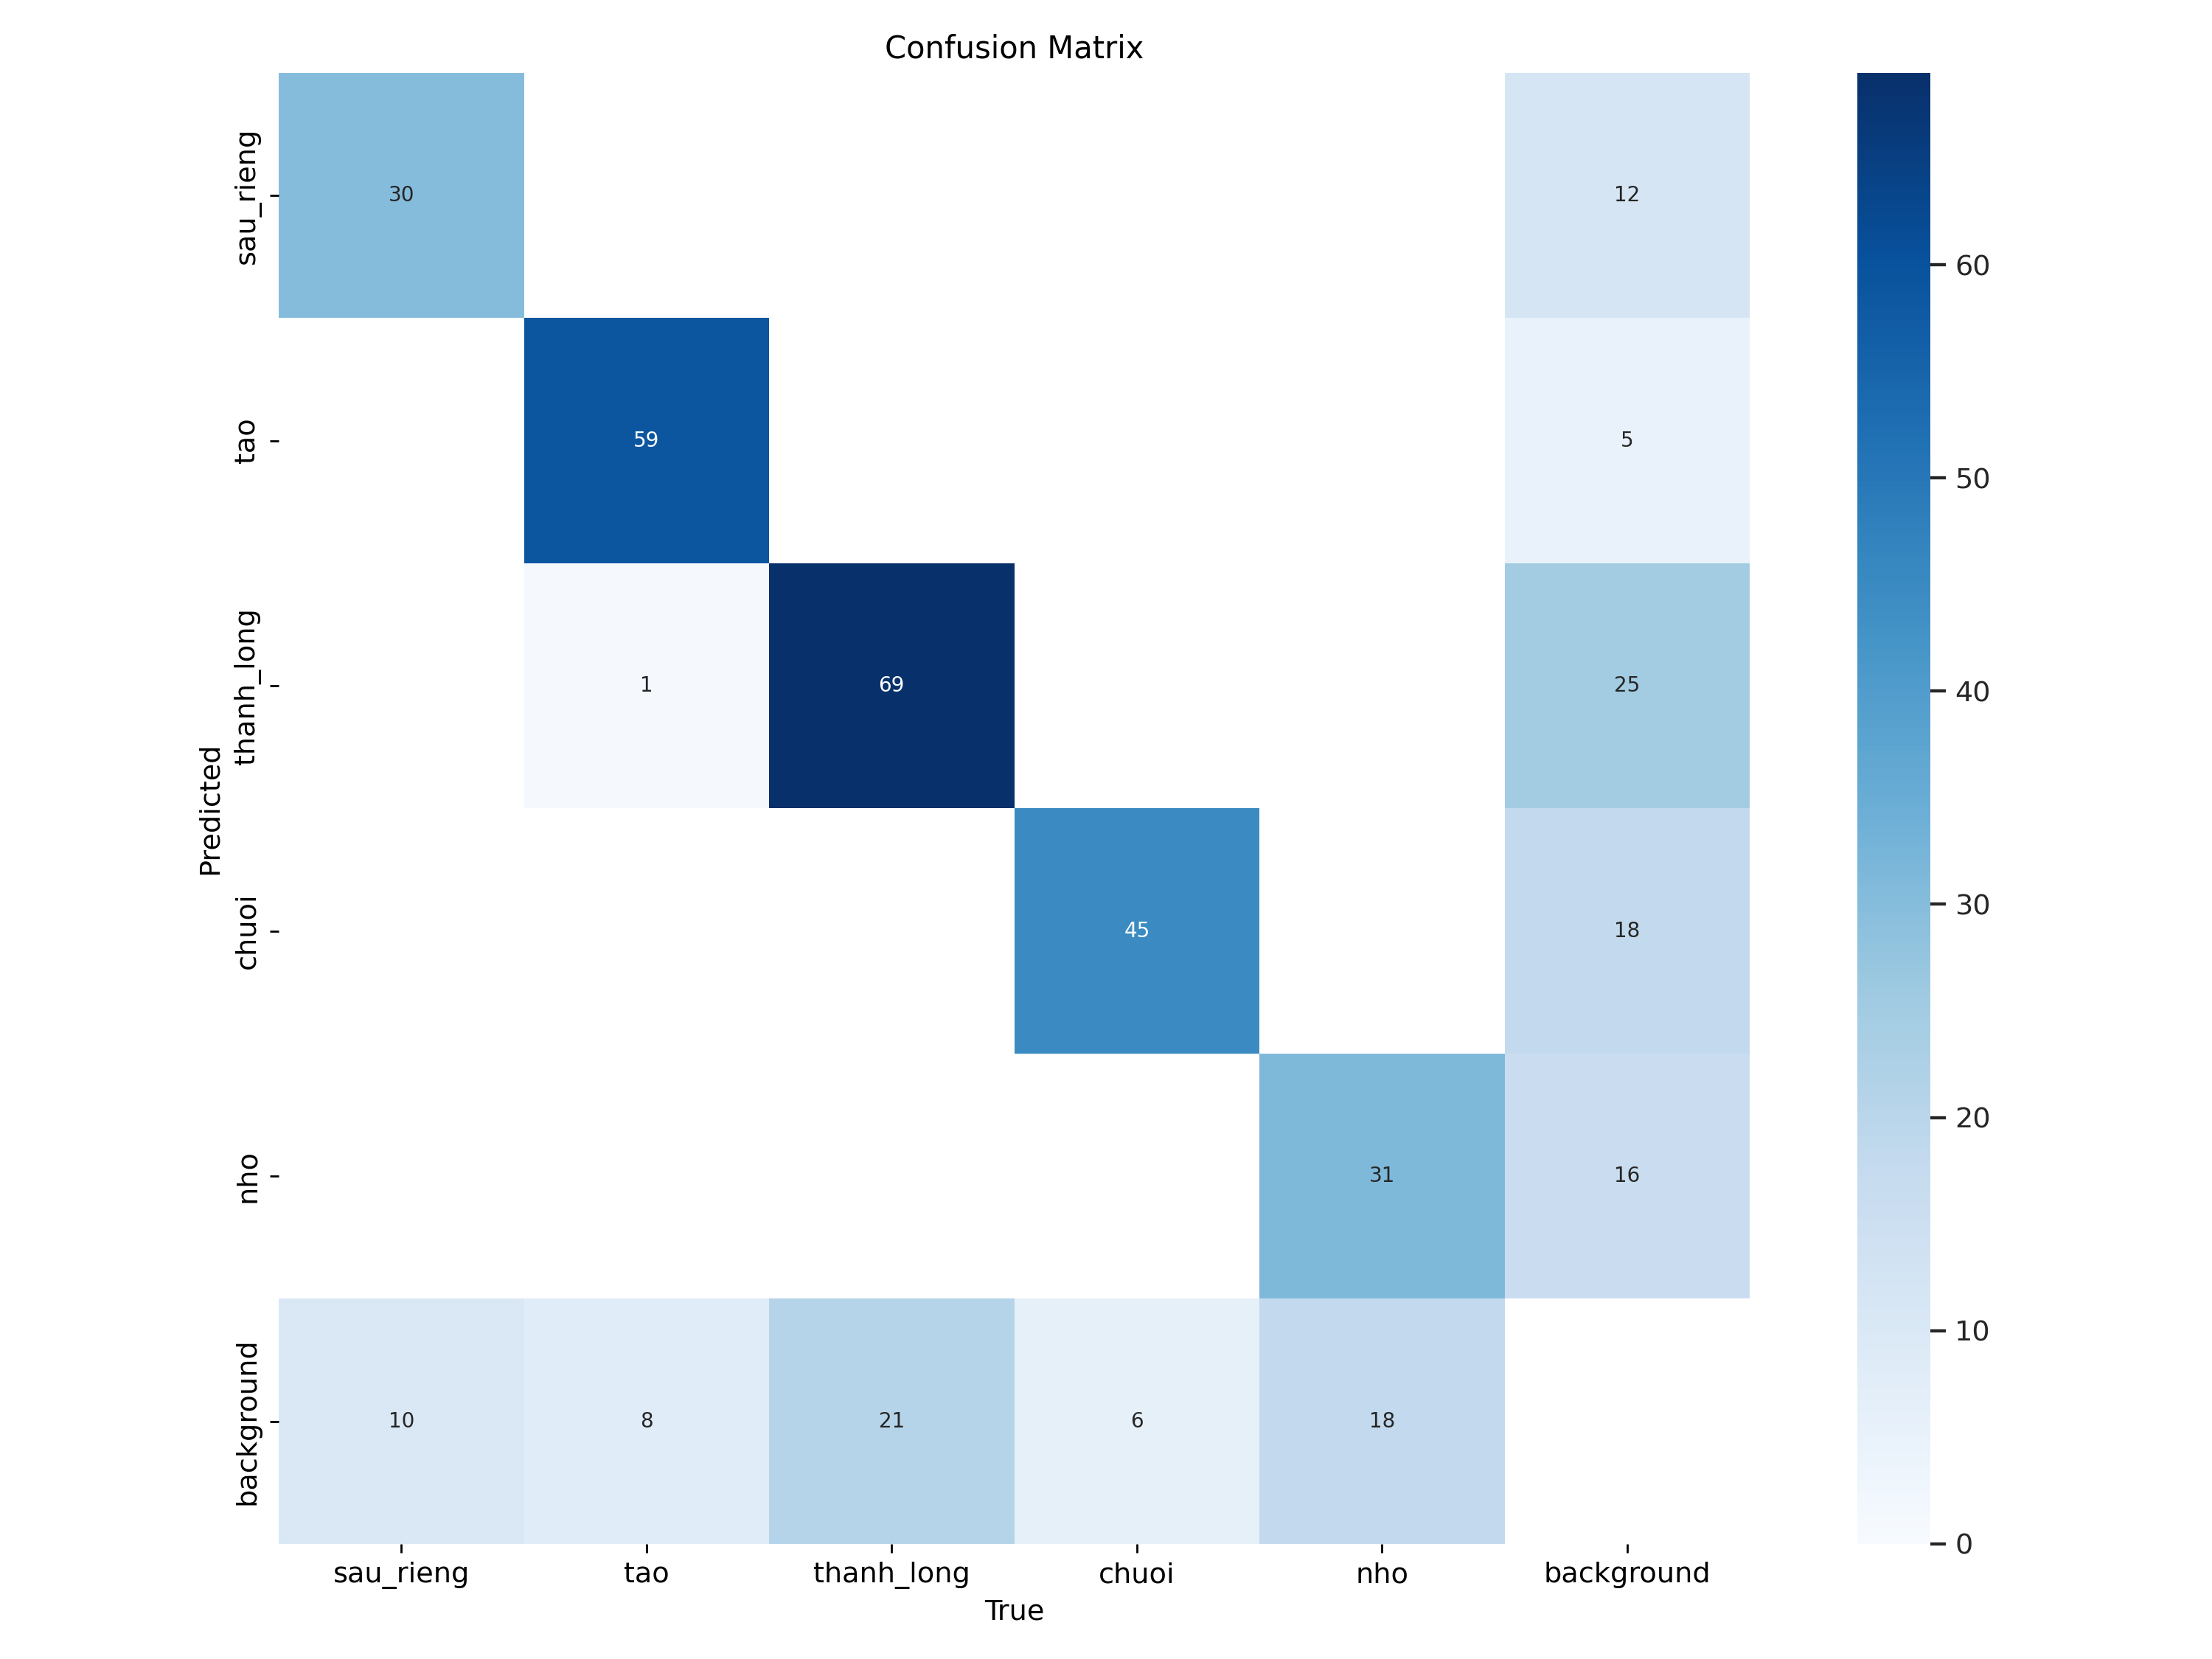 Confusion Matrix
sau_rieng
30
12
60
tao
59
5
50
thanh_long
1
69
25
40
Predicted
chuoi
45
18
30
nho
31
16
20
background
10
8
21
6
18
10
0
sau_rieng
tao
thanh_long
chuoi
nho
background
True